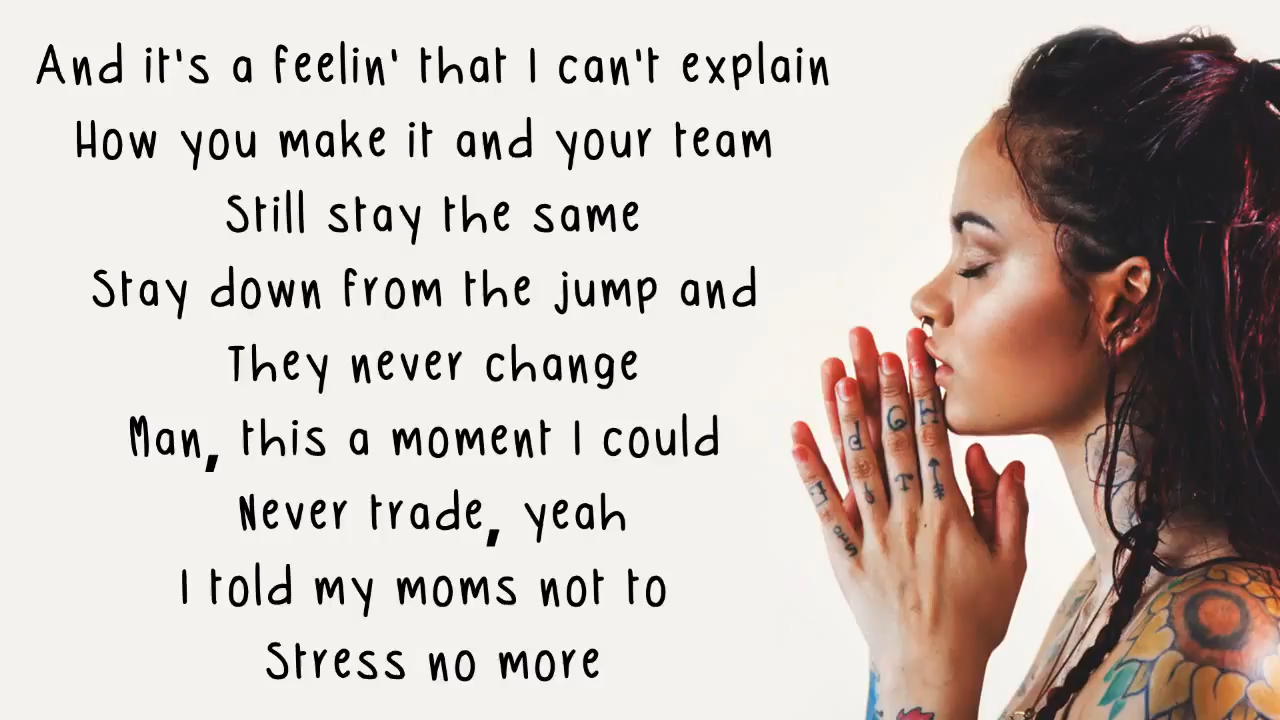 And it's a feelin' that I can't explain
How you make it and your team
Still stay the same
Stay down from the jump and
They never change
Man, this a moment I could
Never trade, yeah
I told my moms not to
Stress no more